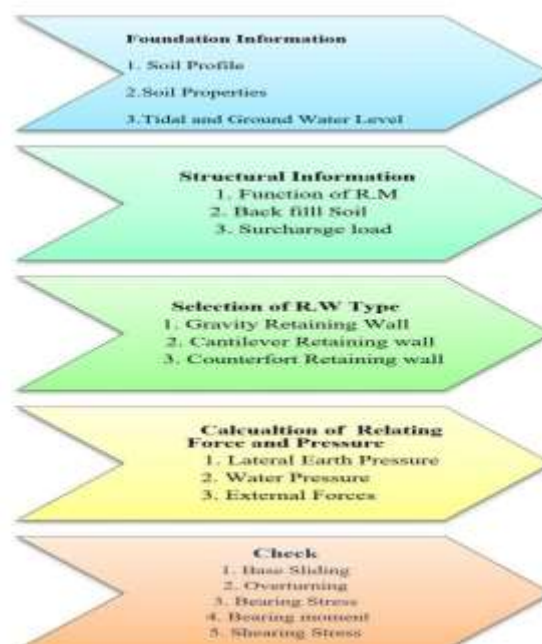 Foundation Information
1. Soil Profile
2.Soil Properties
3.Tidal and Ground Water Level
Structural Information
1. Function of R.M
2. Back filll Soil
3. Surcharsge load
Selection of R.W Type
1. Gravity Retaining Wall
2. Cantilever Retaining wall
3. Counterfort Retaining wall
Calcualtion of Relating
Force and Pressure
1. Lateral Earth Pressure
2. Water Pressure
3. External Forces
Check
1. Base Sliding
2. Overturning
3. Bearing Stress
4. Bearing moment
5. Shearing Stress